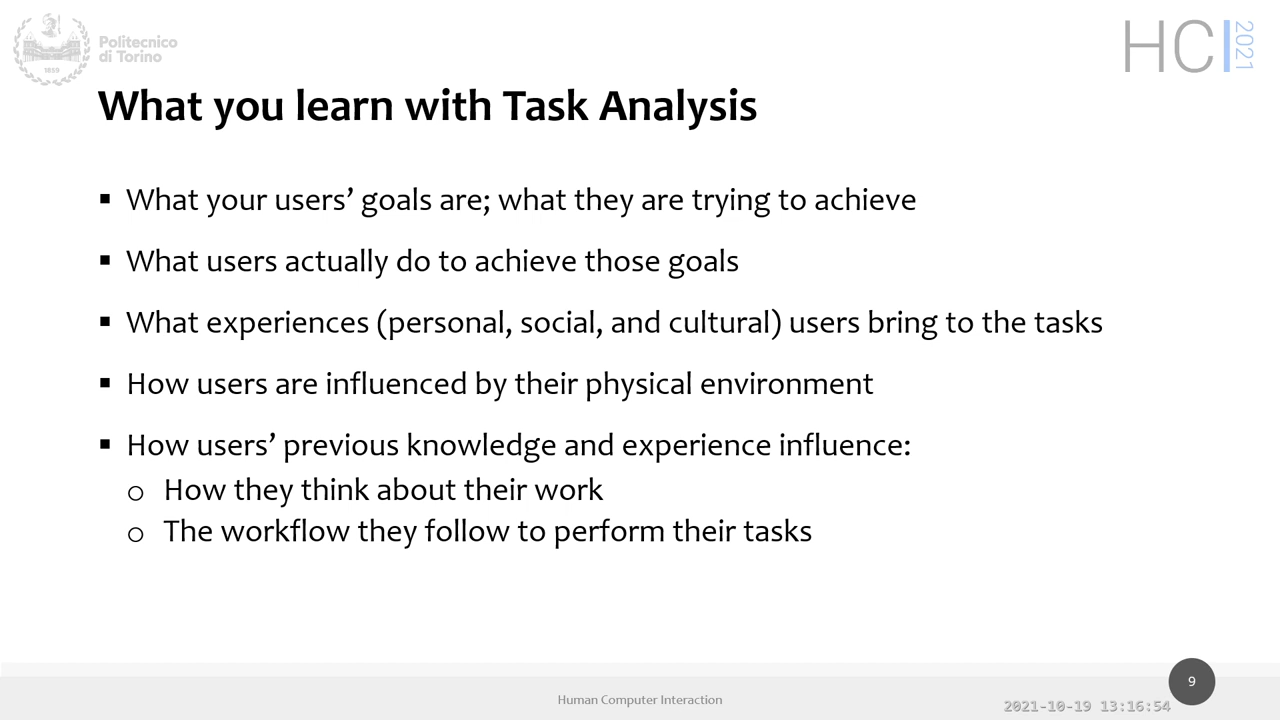 Politecnico
di Torino
1859
HCI 2021
What you learn with Task Analysis
▪ What your users’ goals are; what they are trying to achieve
▪ What users actually do to achieve those goals
▪ What experiences (personal, social, and cultural) users bring to the tasks
▪ How users are influenced by their physical environment
▪ How users’ previous knowledge and experience influence:
o How they think about their work
o The workflow they follow to perform their tasks
Human Computer Interaction
9
2021-10-19 13:16:54